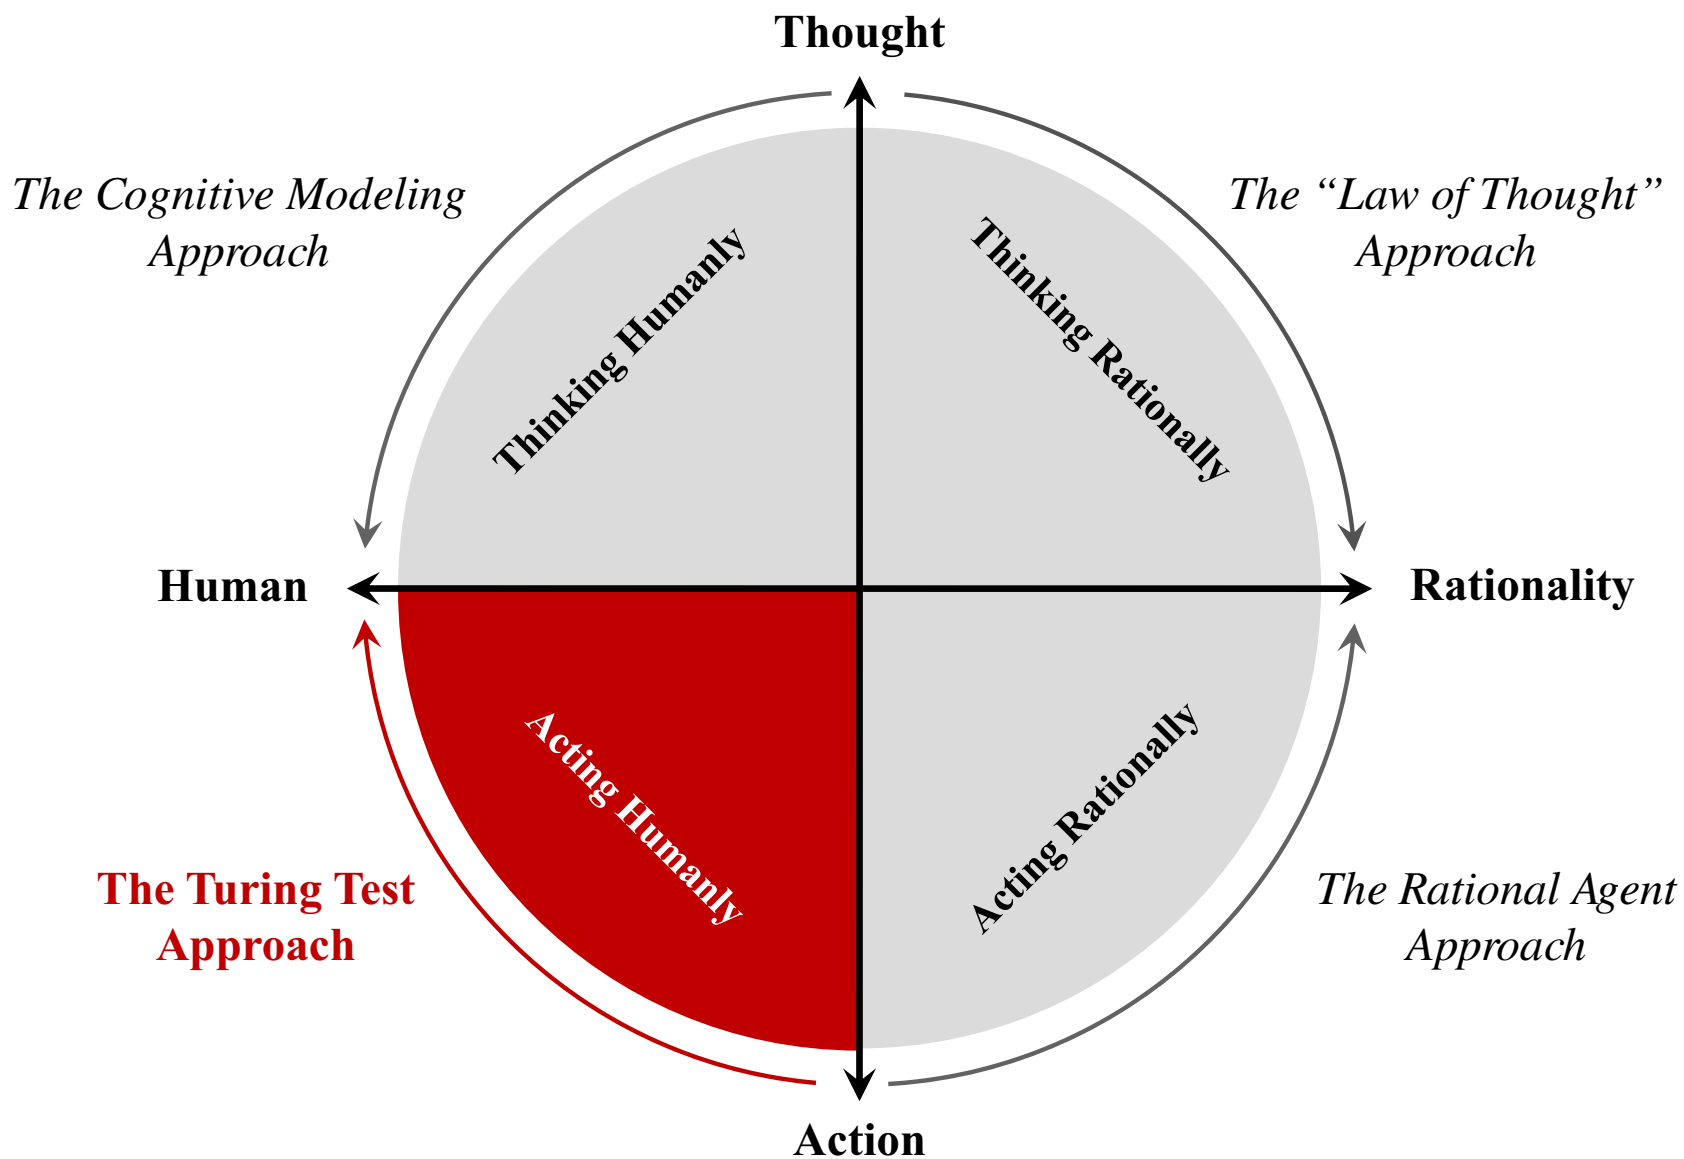 Thought
The Cognitive Modeling
Approach
The “Law of Thought”
Approach
Thinking Humanly
Thinking Rationally
Human
Rationality
Acting Humanly
Acting Rationally
The Turing Test
Approach
The Rational Agent
Approach
Action